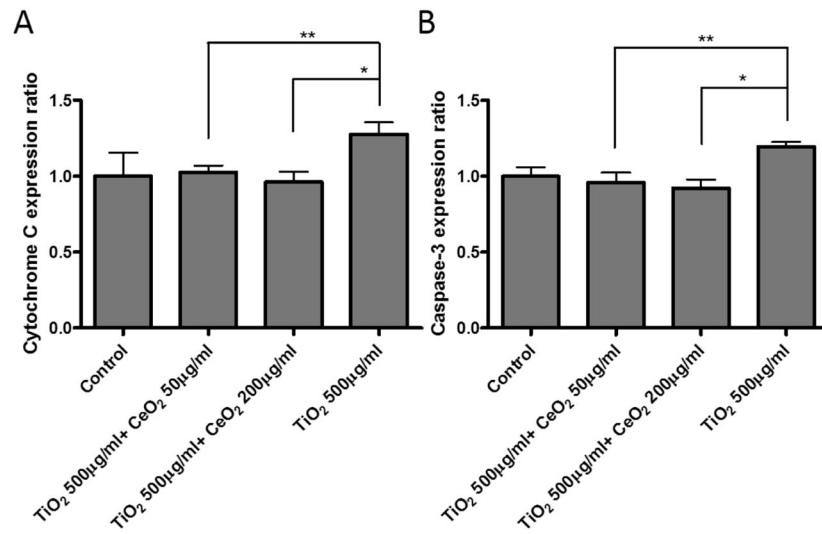 A
**
*
1.5
1.0
0.5
0.0
Cytochrome C expression ratio
Control
TiO₂ 500µg/ml+ CeO₂ 50µg/ml
TiO₂ 500µg/ml+ CeO₂ 200µg/ml
TiO₂ 500µg/ml
B
**
*
1.5
1.0
0.5
0.0
Caspase-3 expression ratio
Control
TiO₂ 500µg/ml+ CeO₂ 50µg/ml
TiO₂ 500µg/ml+ CeO₂ 200µg/ml
TiO₂ 500µg/ml